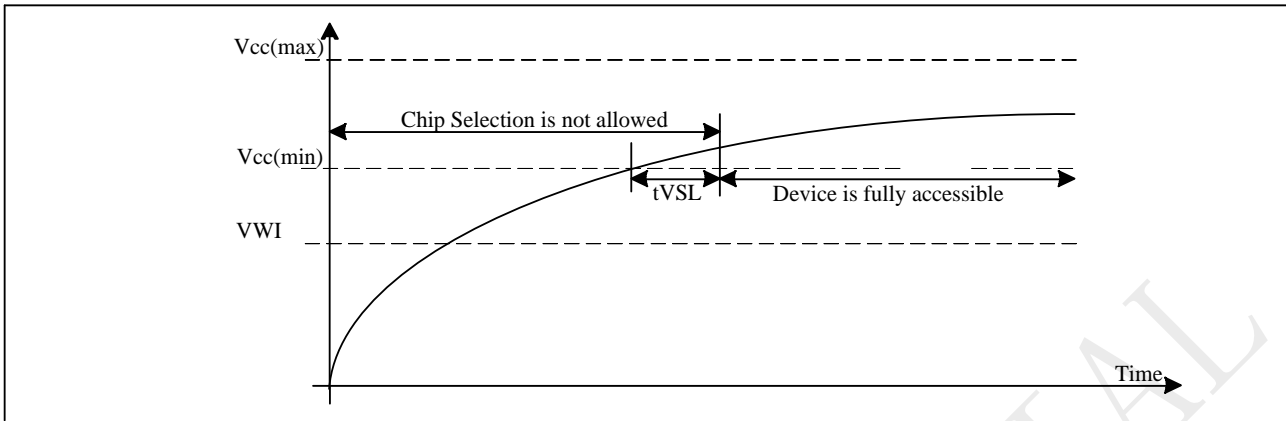 Vcc(max)
Chip Selection is not allowed
Vcc(min)
tVSL
Device is fully accessible
VWI
Time